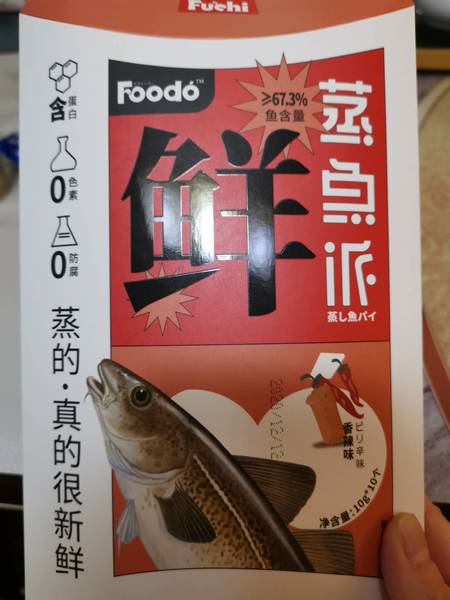 Fuchi
Foodo™
≥67.3%
鱼含量
蒸鱼派
蒸し魚パイ
鲜
含蛋白
0色素
0防腐
蒸的·真的很新鲜
2020/12/12
ピリ辛味
香辣味
净含量:10g*10个